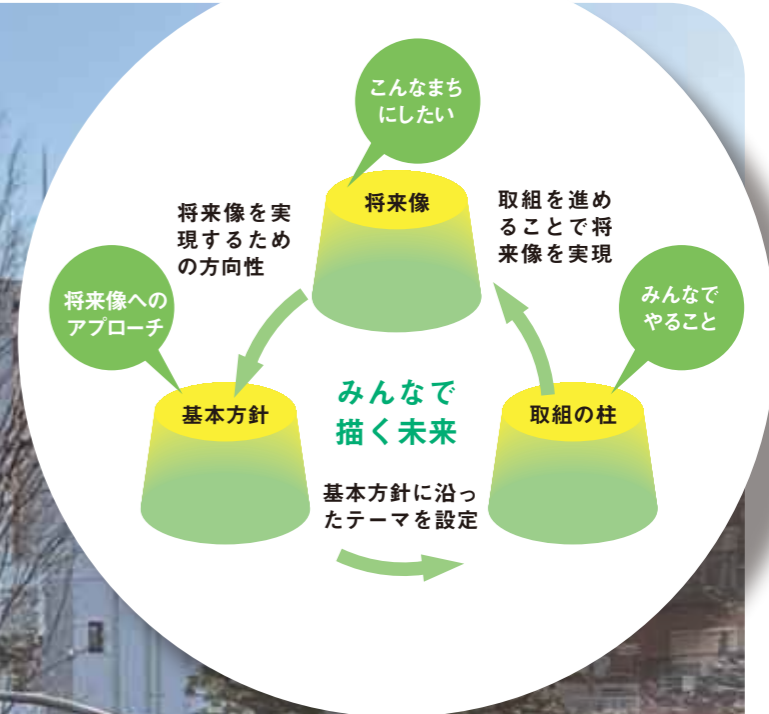 こんなまち
にしたい
将来像
将来像を実
現するため
の方向性
取組を進め
ることで将
来像を実現
将来像への
アプローチ
みんなで
やること
みんなで
描く未来
基本方針
取組の柱
基本方針に沿っ
たテーマを設定